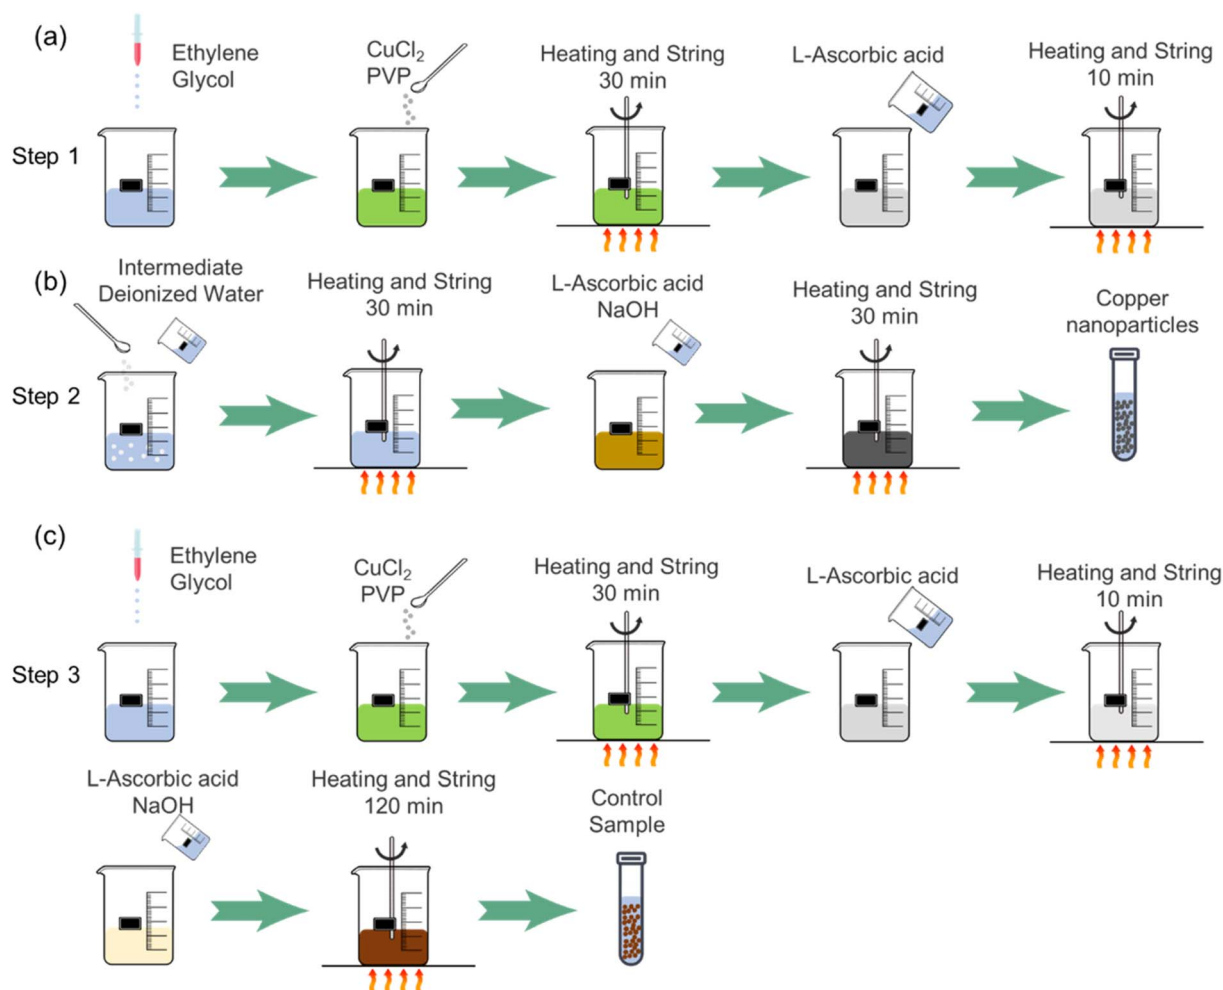 (a)
Ethylene
Glycol
CuCl₂
PVP
Heating and String
30 min
L-Ascorbic acid
Heating and String
10 min
Step 1
(b)
Intermediate
Deionized Water
Heating and String
30 min
L-Ascorbic acid
NaOH
Heating and String
30 min
Copper
nanoparticles
Step 2
(c)
Ethylene
Glycol
CuCl₂
PVP
Heating and String
30 min
L-Ascorbic acid
Heating and String
10 min
Step 3
L-Ascorbic acid
NaOH
Heating and String
120 min
Control
Sample